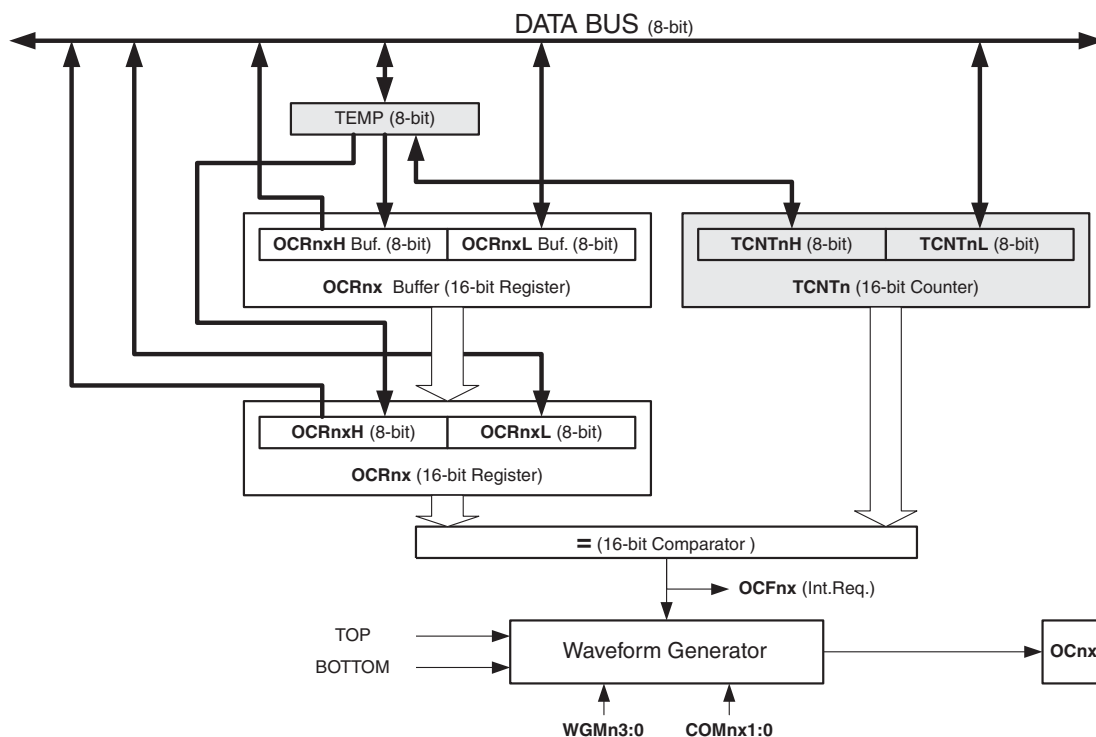 DATA BUS (8-bit)
TEMP (8-bit)
OCRnxH Buf. (8-bit) OCRnxL Buf. (8-bit)
OCRnx Buffer (16-bit Register)
TCNTnH (8-bit) TCNTnL (8-bit)
TCNTn (16-bit Counter)
OCRnxH (8-bit) OCRnxL (8-bit)
OCRnx (16-bit Register)
= (16-bit Comparator )
OCFnx (Int.Req.)
TOP
BOTTOM
Waveform Generator
OCnx
WGMn3:0 COMnx1:0